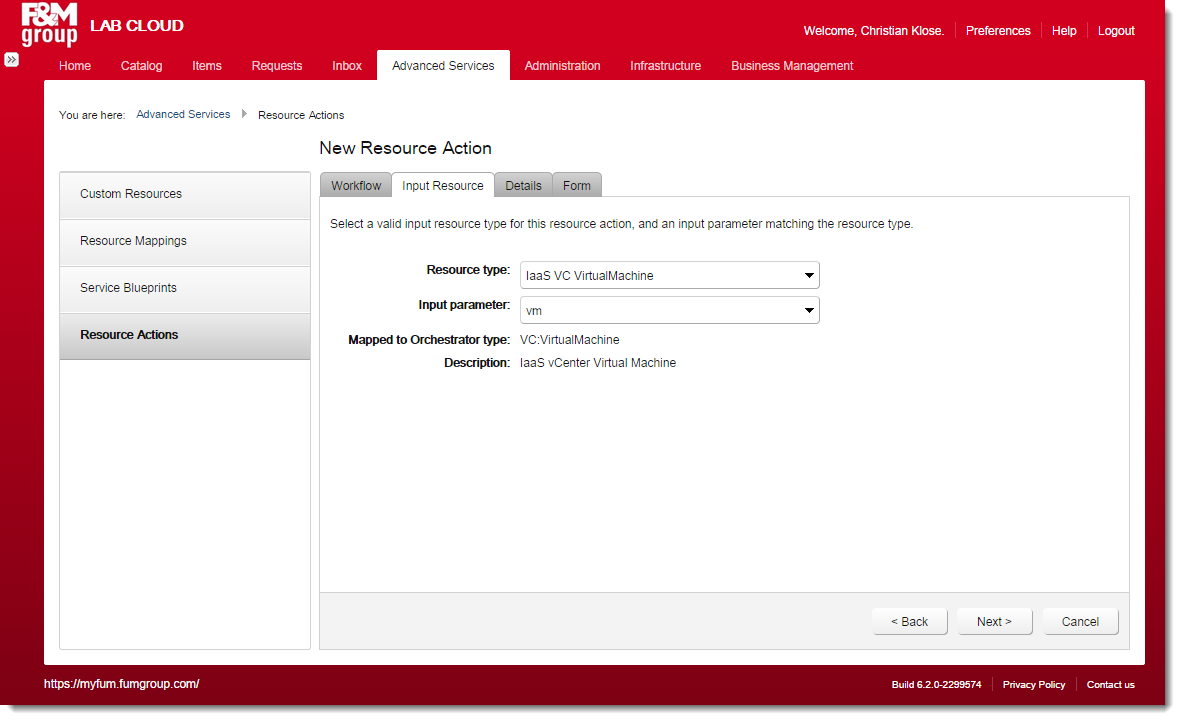 F&M
group
LAB CLOUD
Welcome, Christian Klose. Preferences Help Logout
Home Catalog Items Requests Inbox Advanced Services Administration Infrastructure Business Management
You are here: Advanced Services Resource Actions
New Resource Action
Custom Resources
Resource Mappings
Service Blueprints
Resource Actions
Workflow Input Resource Details Form
Select a valid input resource type for this resource action, and an input parameter matching the resource type.
Resource type: IaaS VC VirtualMachine
Input parameter: vm
Mapped to Orchestrator type: VC:VirtualMachine
Description: IaaS vCenter Virtual Machine
< Back Next > Cancel
https://myfum.fumgroup.com/
Build 6.2.0-2299574 Privacy Policy Contact us